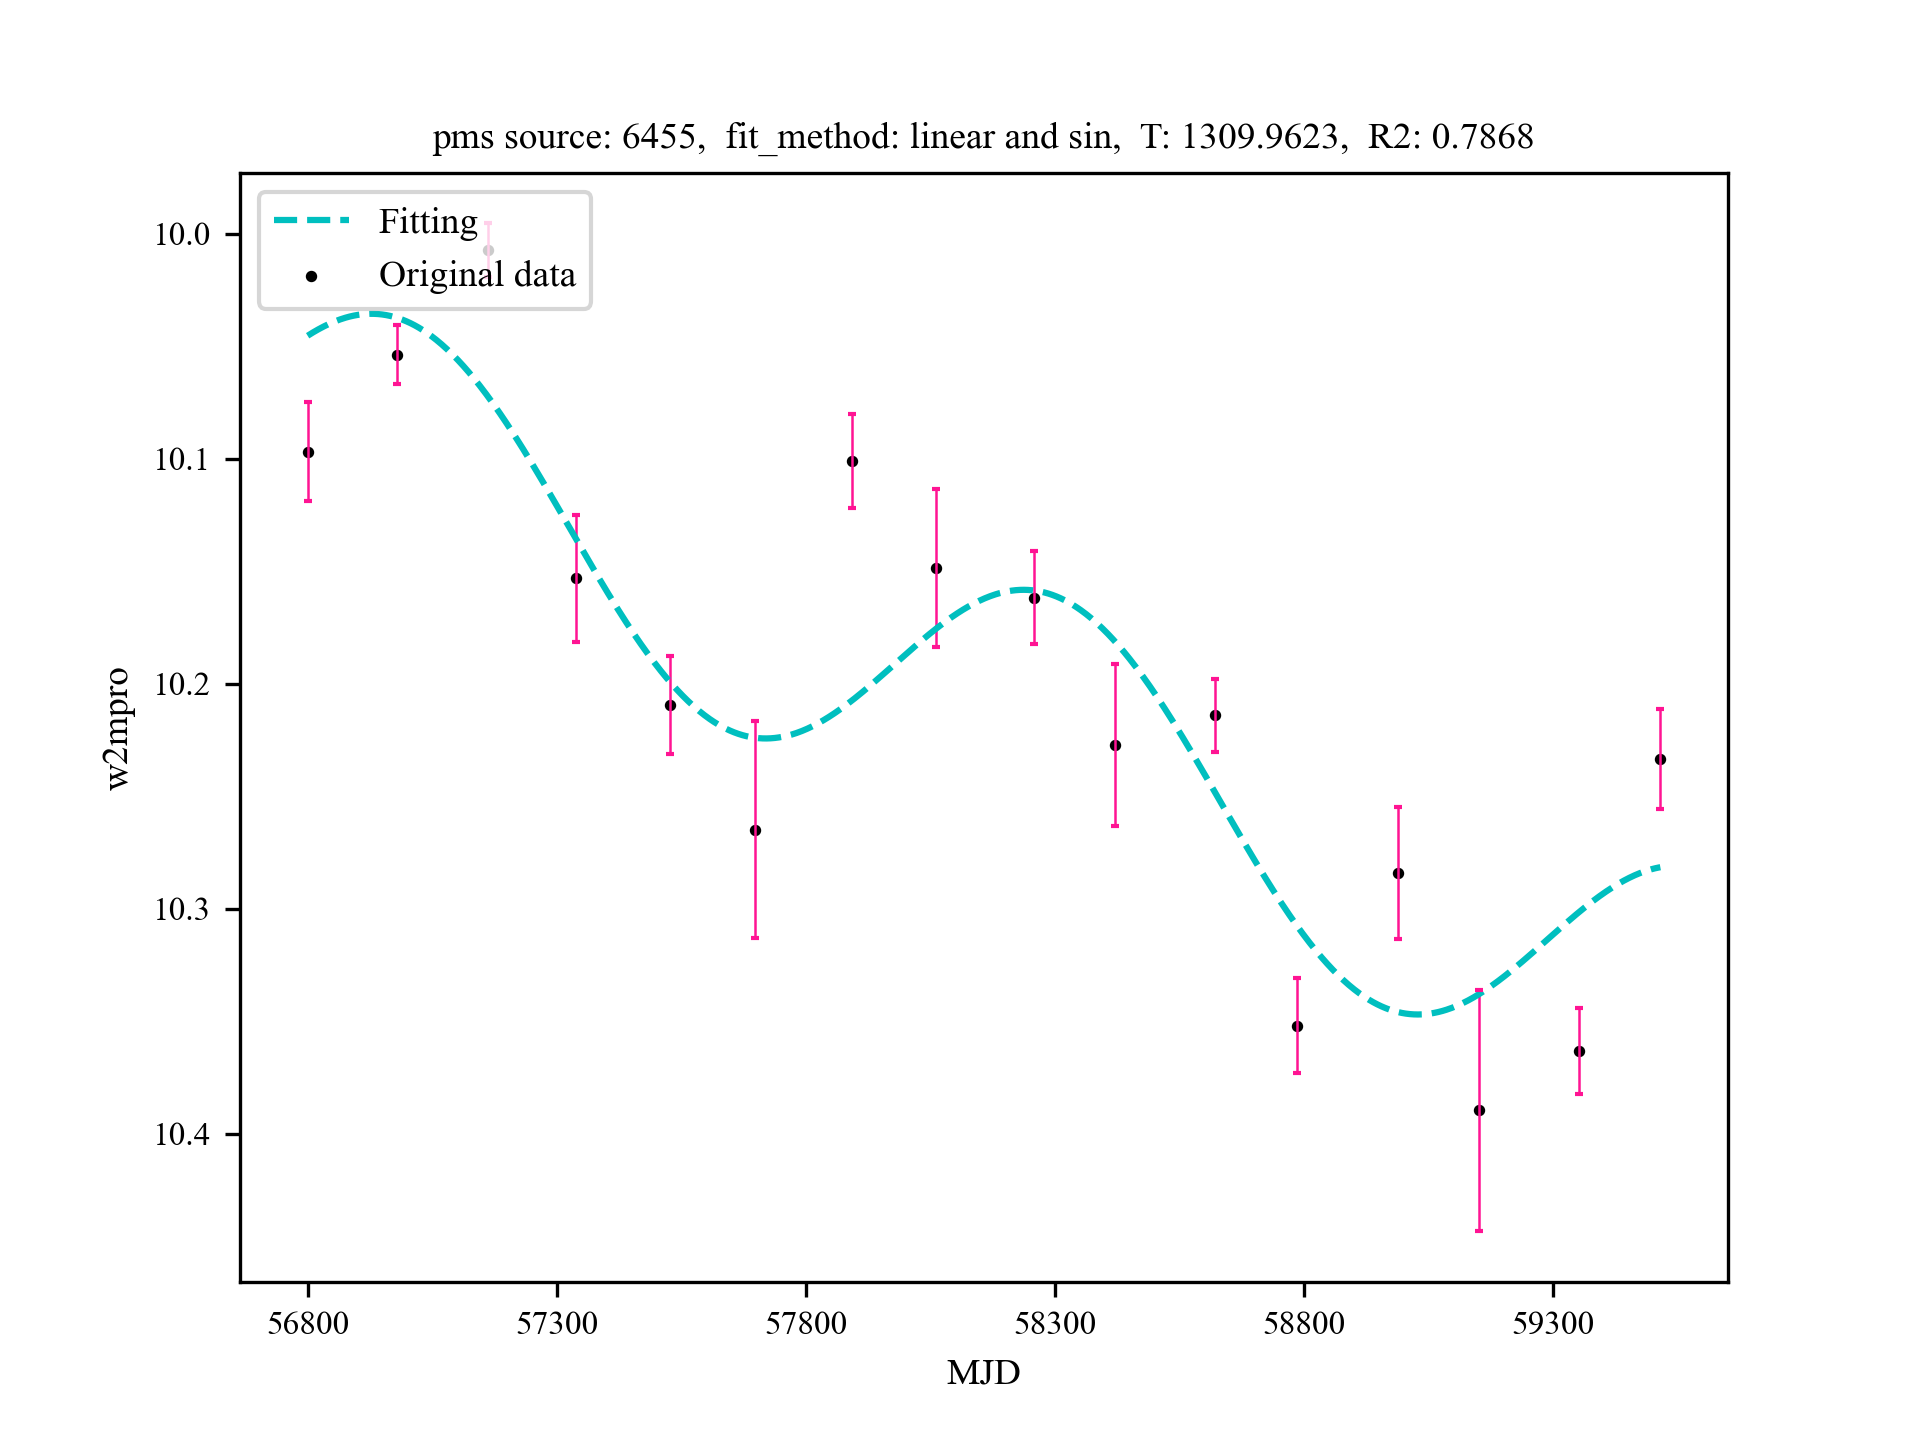 pms source: 6455,  fit_method: linear and sin,  T: 1309.9623,  R2: 0.7868
Fitting
Original data
10.0
10.1
10.2
10.3
10.4
w2mpro
56800 57300 57800 58300 58800 59300
MJD